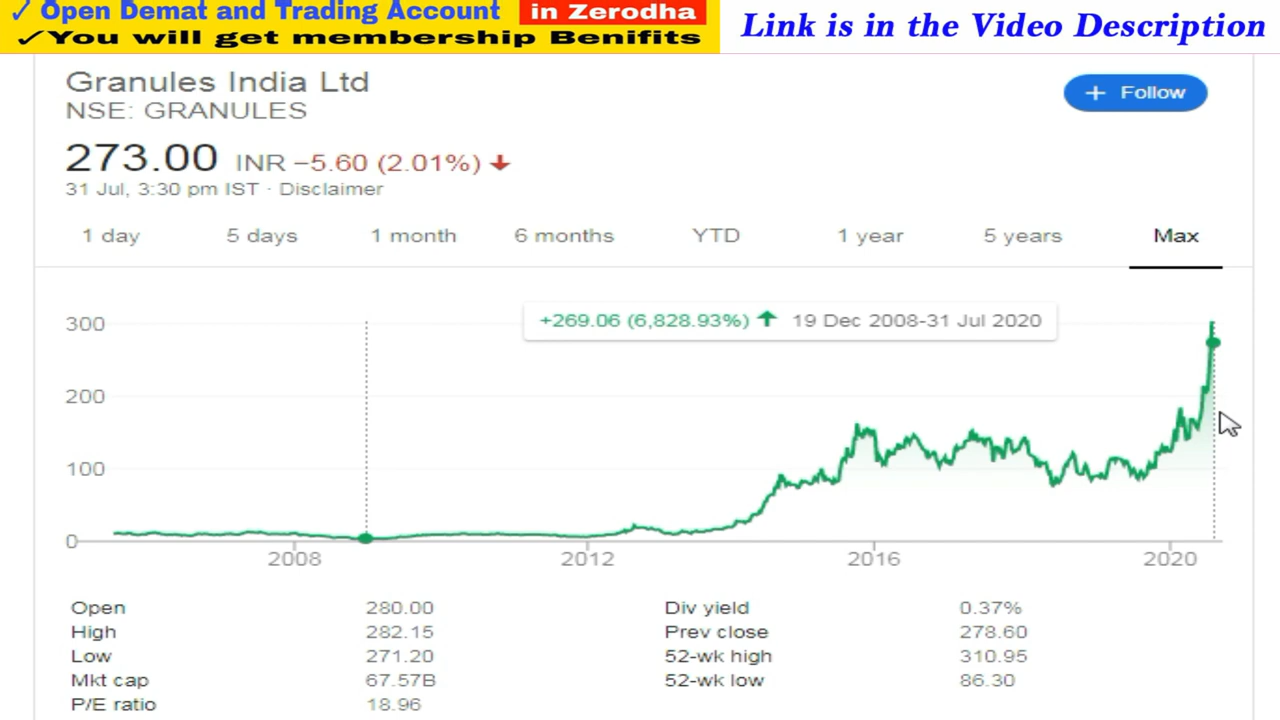 ✓ Open Demat and Trading Account in Zerodha
✓You will get membership Benifits
Link is in the Video Description
Granules India Ltd
NSE: GRANULES
+ Follow
273.00 INR −5.60 (2.01%) ↓
31 Jul, 3:30 pm IST · Disclaimer
1 day 5 days 1 month 6 months YTD 1 year 5 years Max
+269.06 (6,828.93%) ↑ 19 Dec 2008-31 Jul 2020
300
200
100
0
2008 2012 2016 2020
Open 280.00 Div yield 0.37%
High 282.15 Prev close 278.60
Low 271.20 52-wk high 310.95
Mkt cap 67.57B 52-wk low 86.30
P/E ratio 18.96